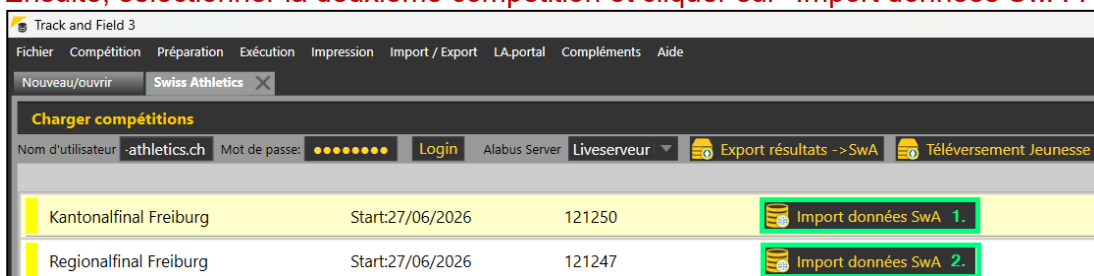 Ensuite, sélectionner la deuxième compétition et cliquer sur "Import données SwA".
Track and Field 3
Fichier Compétition Préparation Exécution Impression Import / Export LA.portal Compléments Aide
Nouveau/ouvrir Swiss Athletics
Charger compétitions
Nom d'utilisateur -athletics.ch Mot de passe: ●●●●●●●● Login Alabus Server Liveserveur Export résultats ->SwA Téléversement Jeunesse
Kantonalfinal Freiburg Start:27/06/2026 121250 Import données SwA 1.
Regionalfinal Freiburg Start:27/06/2026 121247 Import données SwA 2.